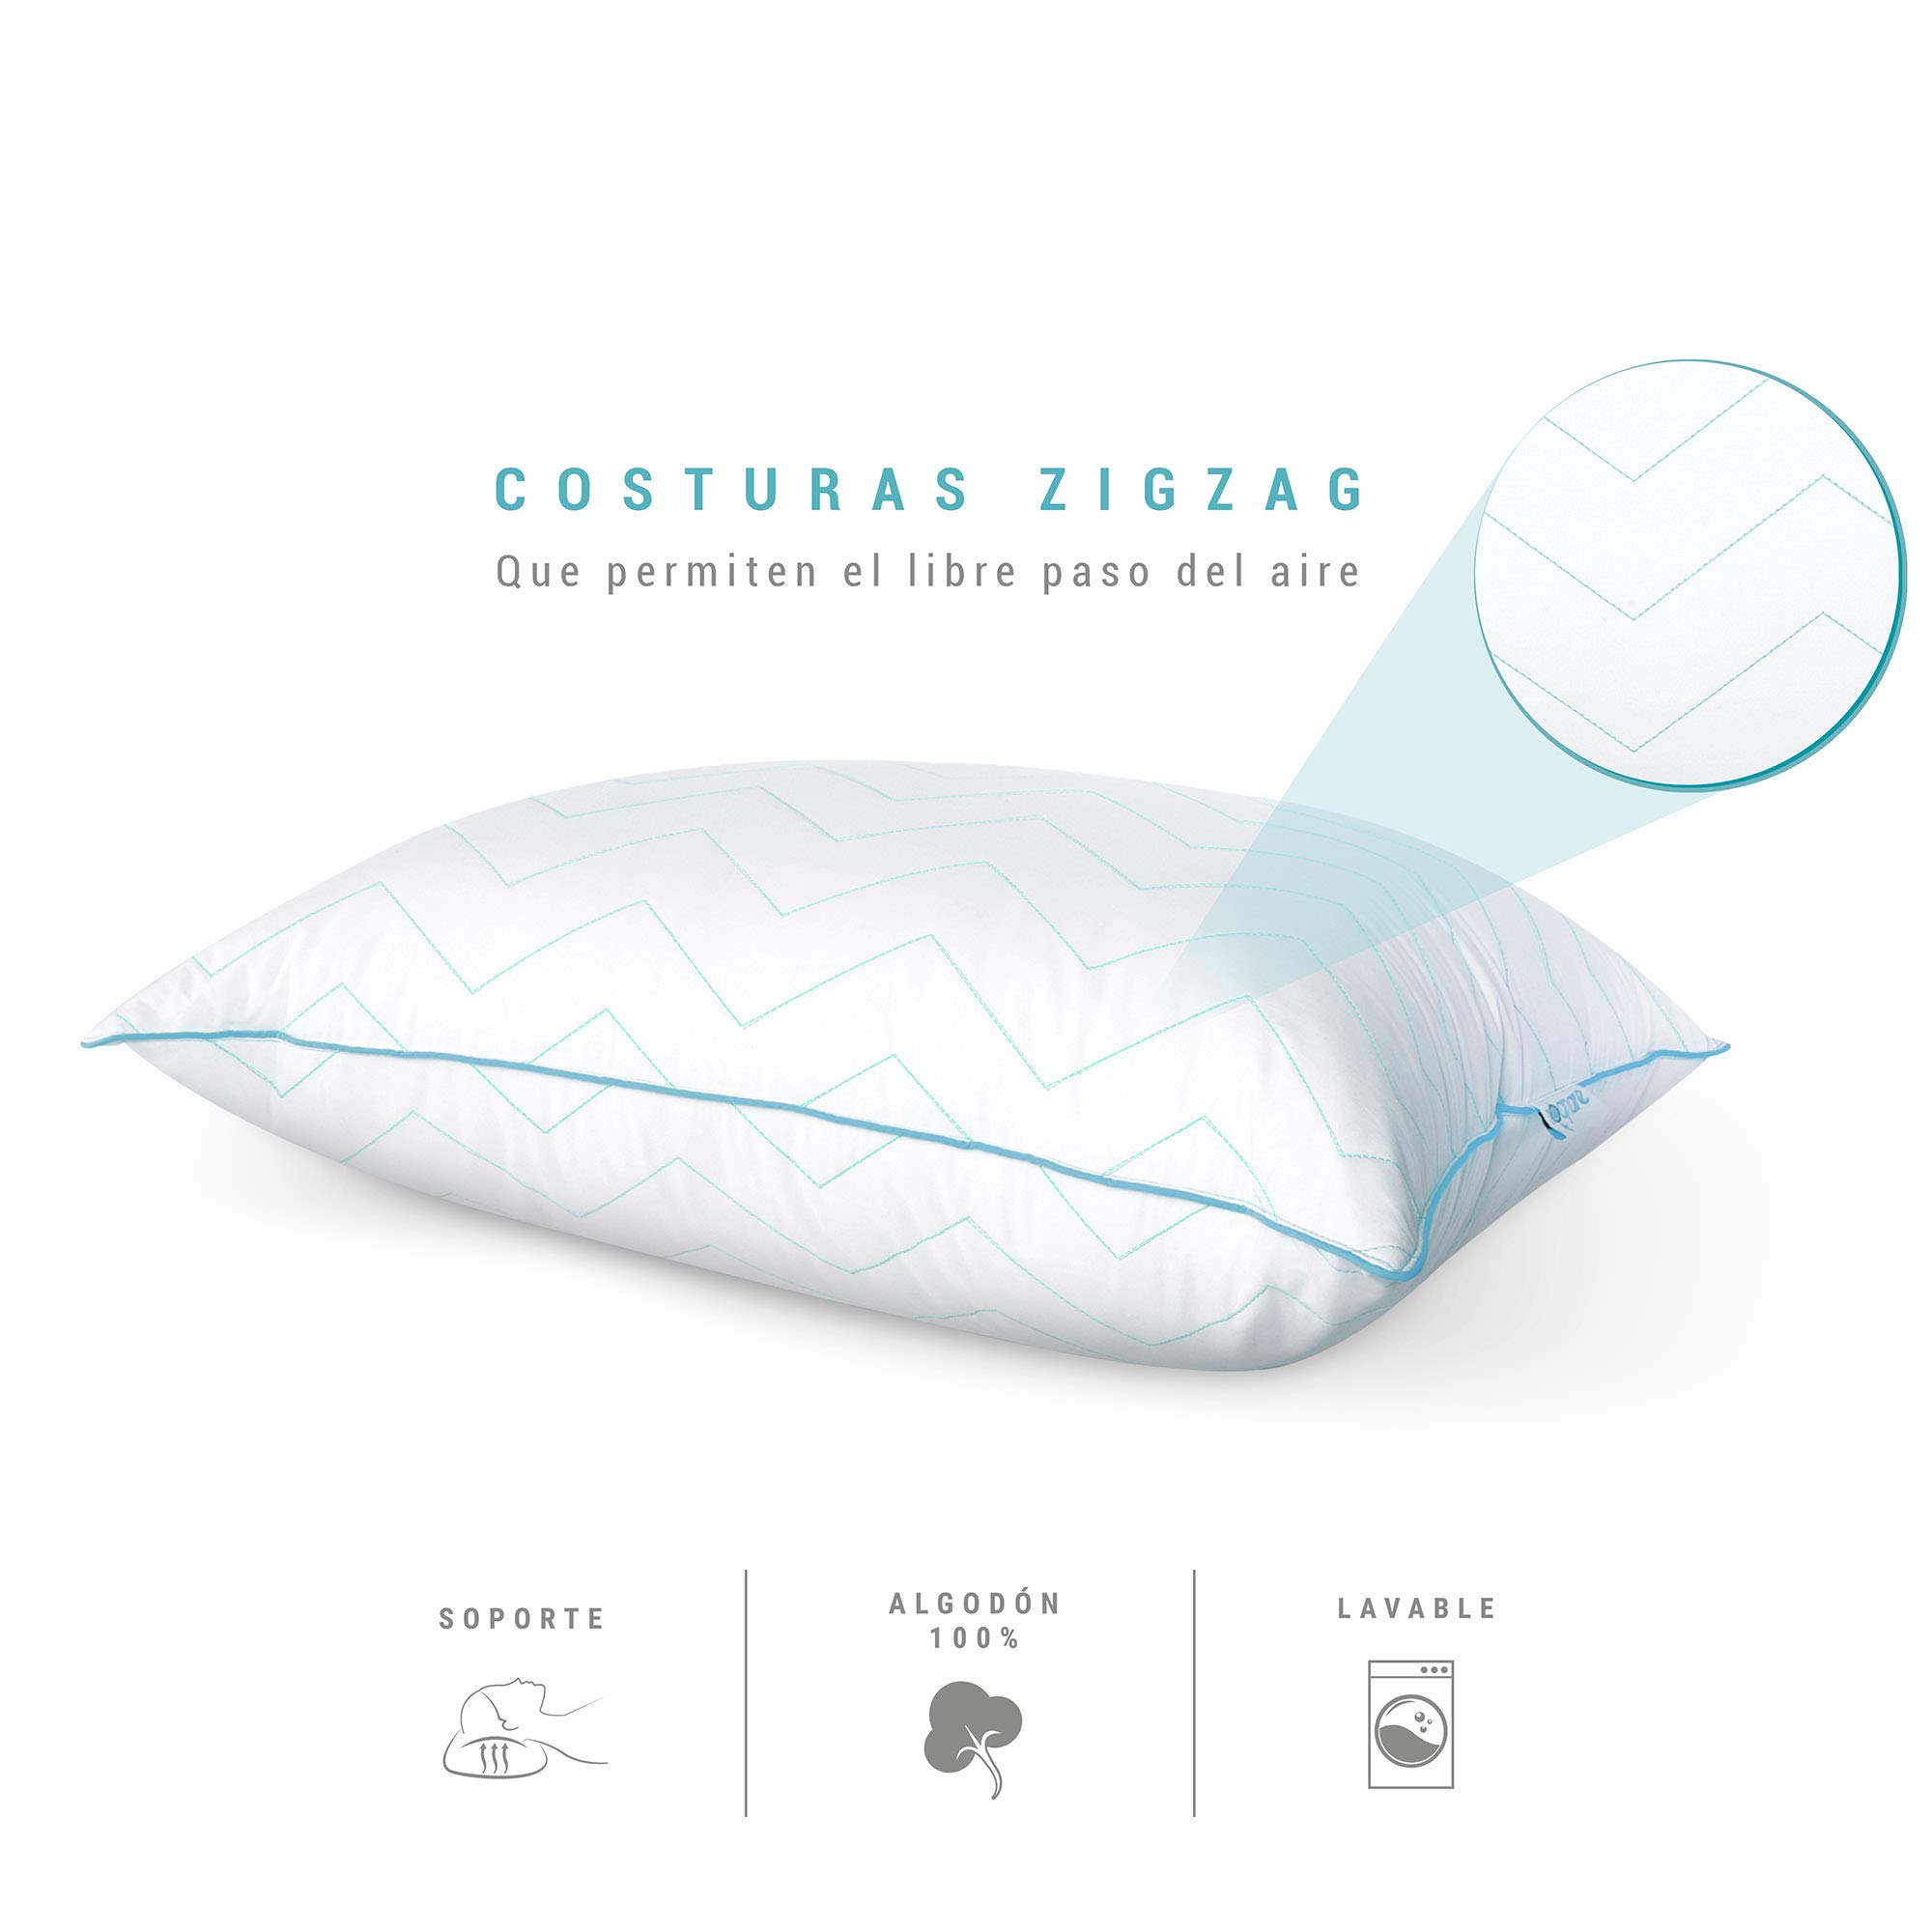 COSTURAS ZIGZAG
Que permiten el libre paso del aire
SOPORTE
ALGODÓN
100%
LAVABLE